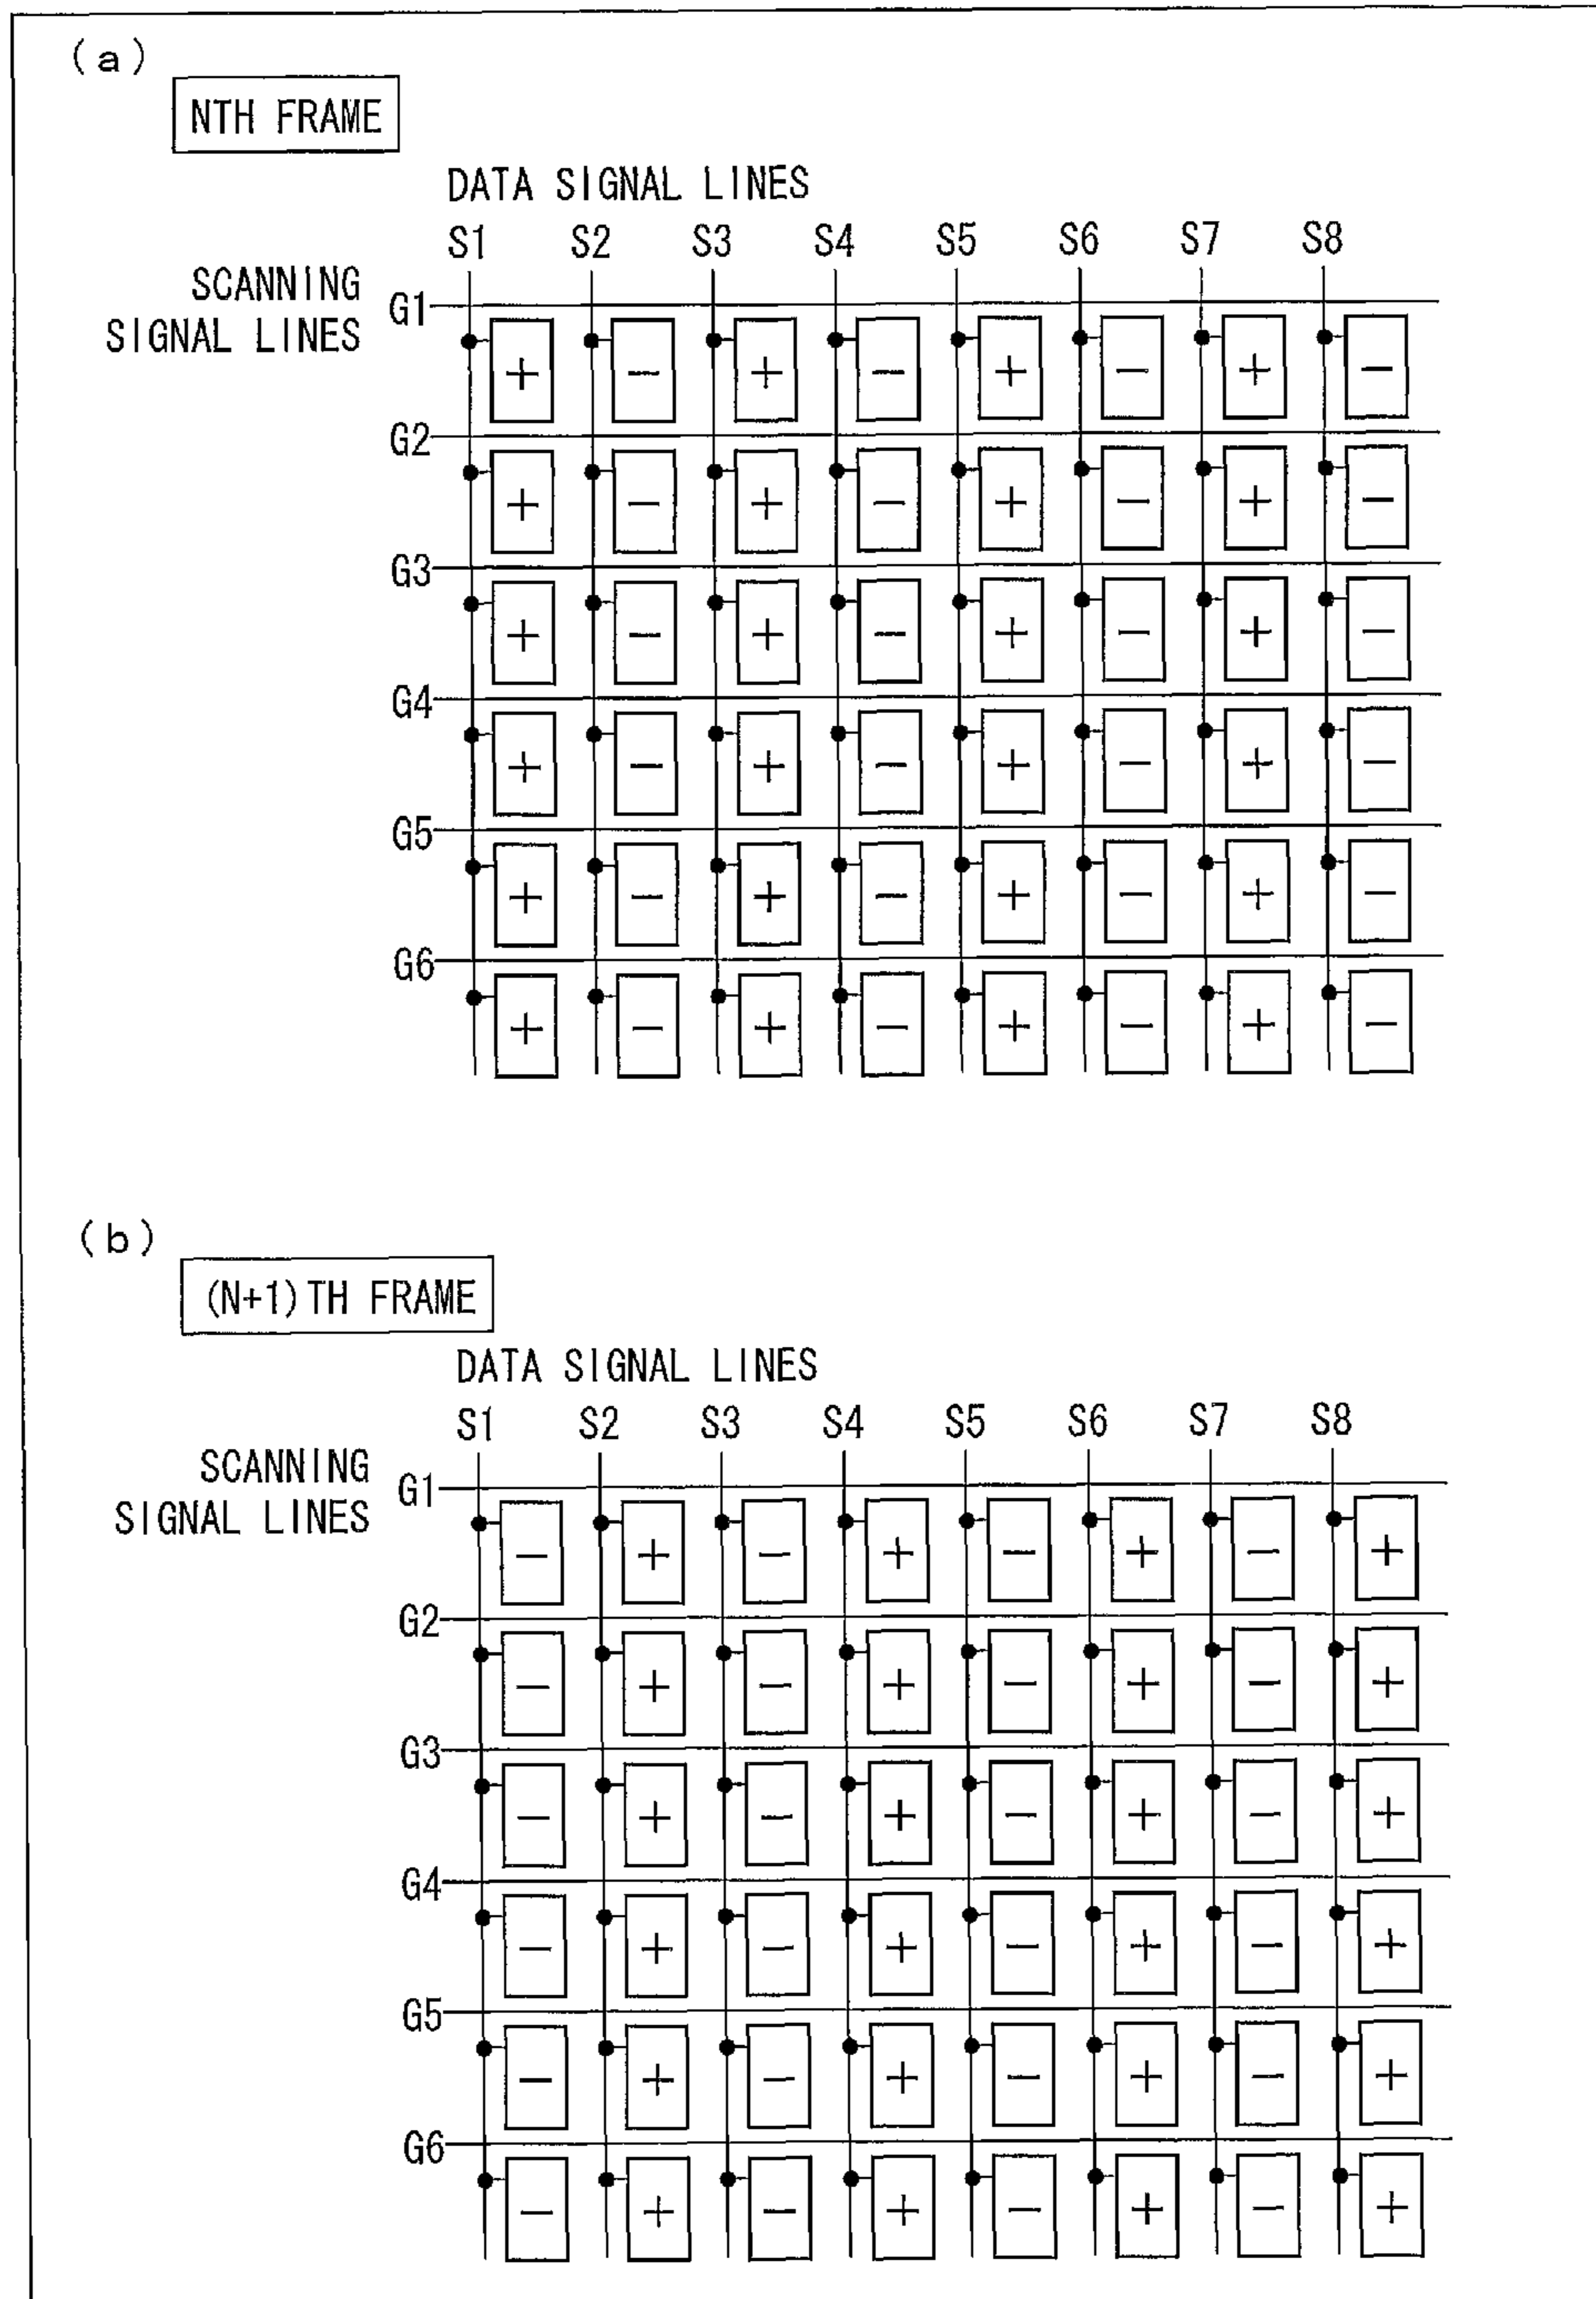 (a)
NTH FRAME
DATA SIGNAL LINES
S1 S2 S3 S4 S5 S6 S7 S8
SCANNING
SIGNAL LINES
G1
+ − + − + − + −
G2
+ − + − + − + −
G3
+ − + − + − + −
G4
+ − + − + − + −
G5
+ − + − + − + −
G6
+ − + − + − + −
(b)
(N+1)TH FRAME
DATA SIGNAL LINES
S1 S2 S3 S4 S5 S6 S7 S8
SCANNING
SIGNAL LINES
G1
− + − + − + − +
G2
− + − + − + − +
G3
− + − + − + − +
G4
− + − + − + − +
G5
− + − + − + − +
G6
− + − + − + − +